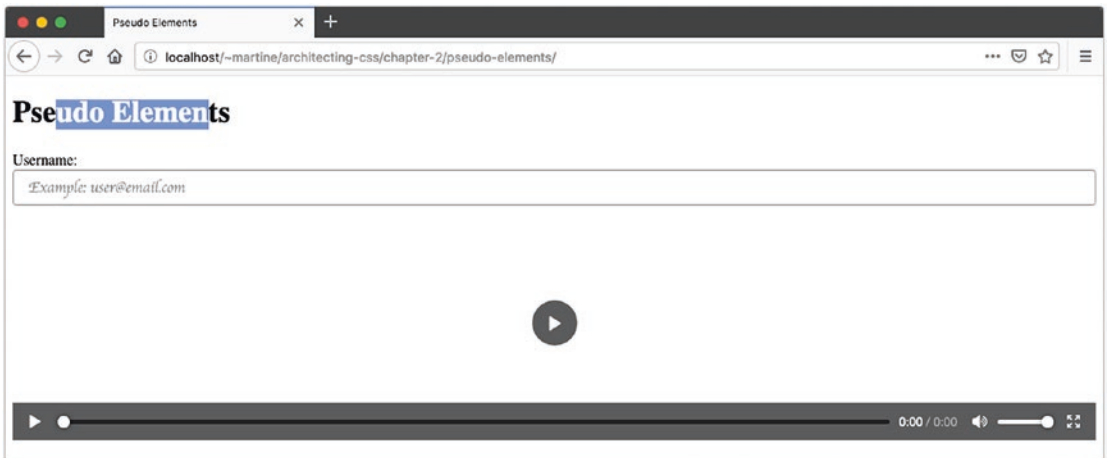 Pseudo Elements
localhost/~martine/architecting-css/chapter-2/pseudo-elements/
Pseudo Elements
Username:
Example: user@email.com
0:00 / 0:00